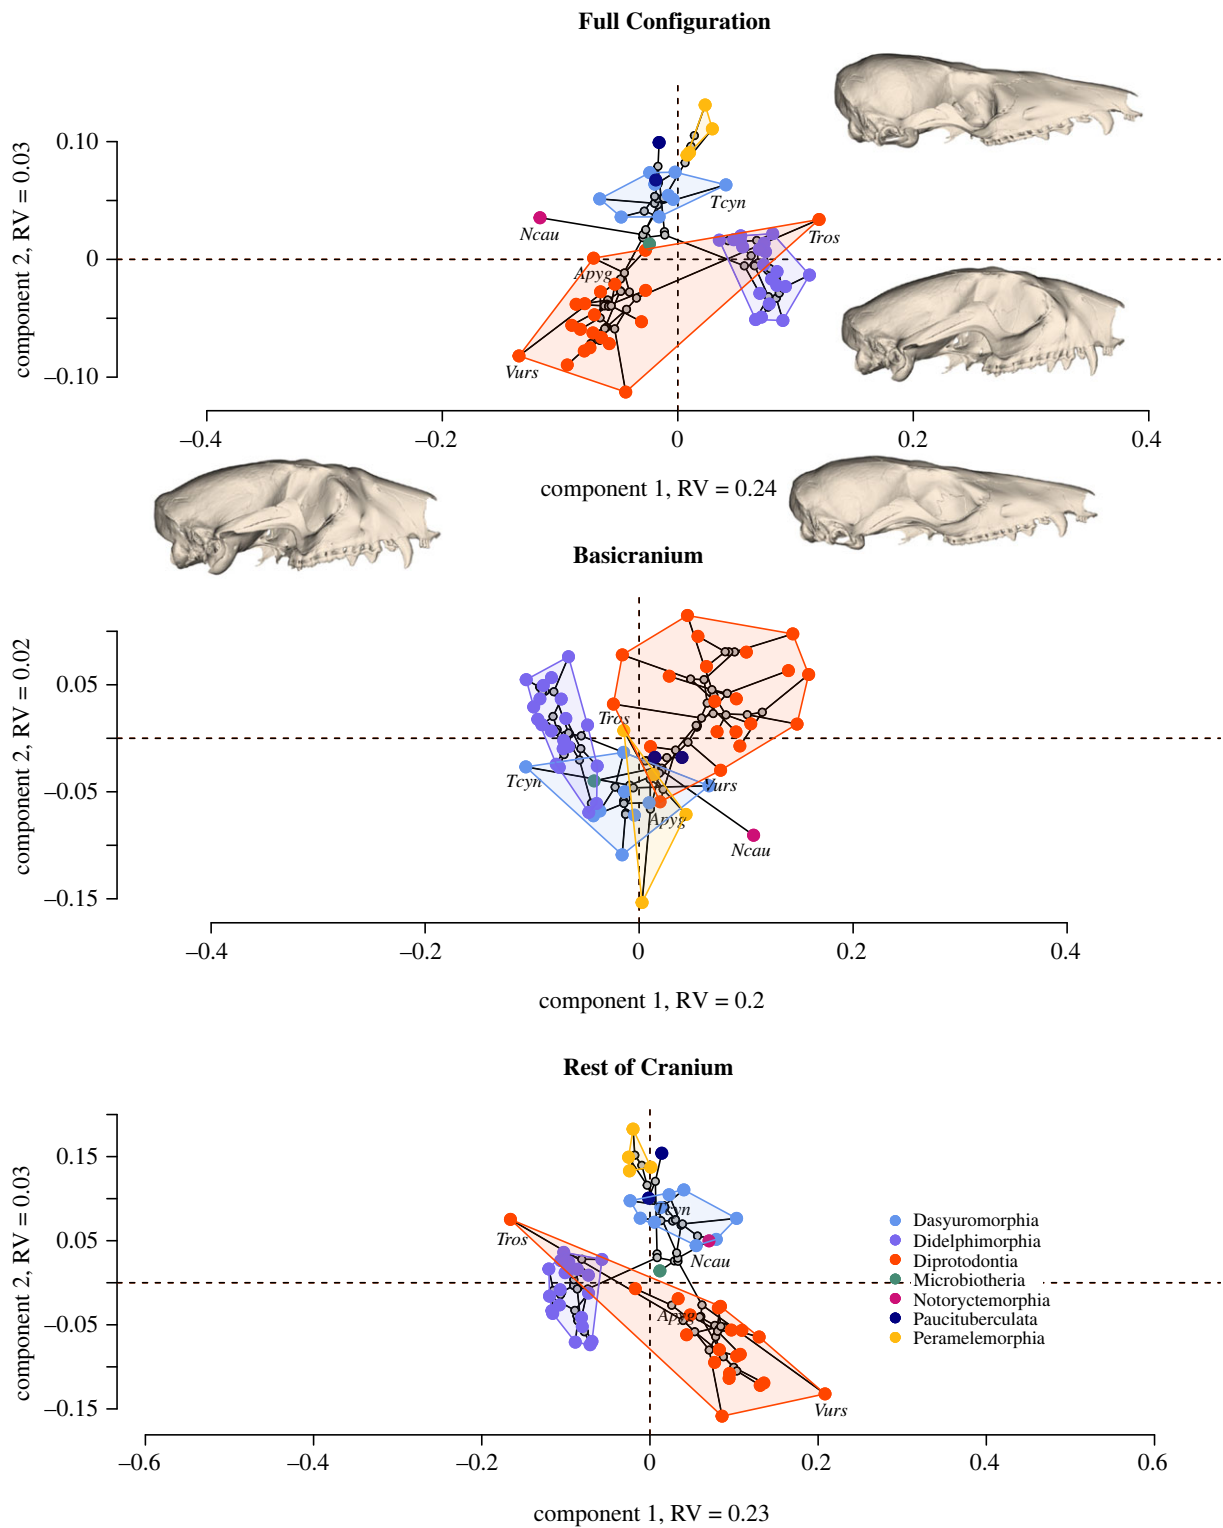 Full Configuration
component 2, RV = 0.03
0.10
0
–0.10
Tcyn
Ncau
Tros
Apyg
Vurs
–0.4
–0.2
0
0.2
0.4
component 1, RV = 0.24
Basicranium
component 2, RV = 0.02
0.05
–0.05
–0.15
Tros
Tcyn
Vurs
Apyg
Ncau
–0.4
–0.2
0
0.2
0.4
component 1, RV = 0.2
Rest of Cranium
component 2, RV = 0.03
0.15
0.05
–0.05
–0.15
Tcyn
Tros
Ncau
Apyg
Vurs
Dasyuromorphia
Didelphimorphia
Diprotodontia
Microbiotheria
Notoryctemorphia
Paucituberculata
Peramelemorphia
–0.6
–0.4
–0.2
0
0.2
0.4
0.6
component 1, RV = 0.23